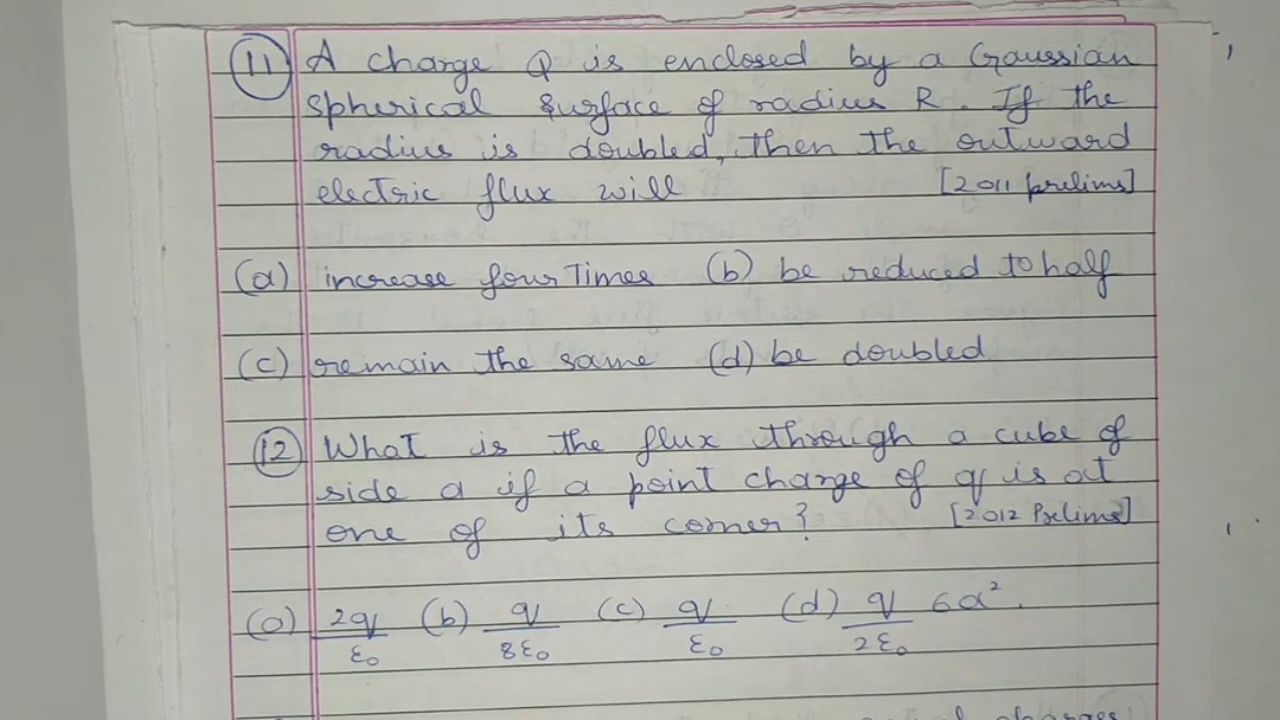 11 A charge Q is enclosed by a Gaussian
spherical surface of radius R. If the
radius is doubled, then the outward
electric flux will [2011 prelims]
(a) increase four Times (b) be reduced to half
(c) remain the same (d) be doubled
12 What is the flux through a cube of
side a if a point charge of q is at
one of its corner? [2012 Prelims]
(a) 2q/ε₀ (b) q/8ε₀ (c) q/ε₀ (d) q/2ε₀ 6a².
charges